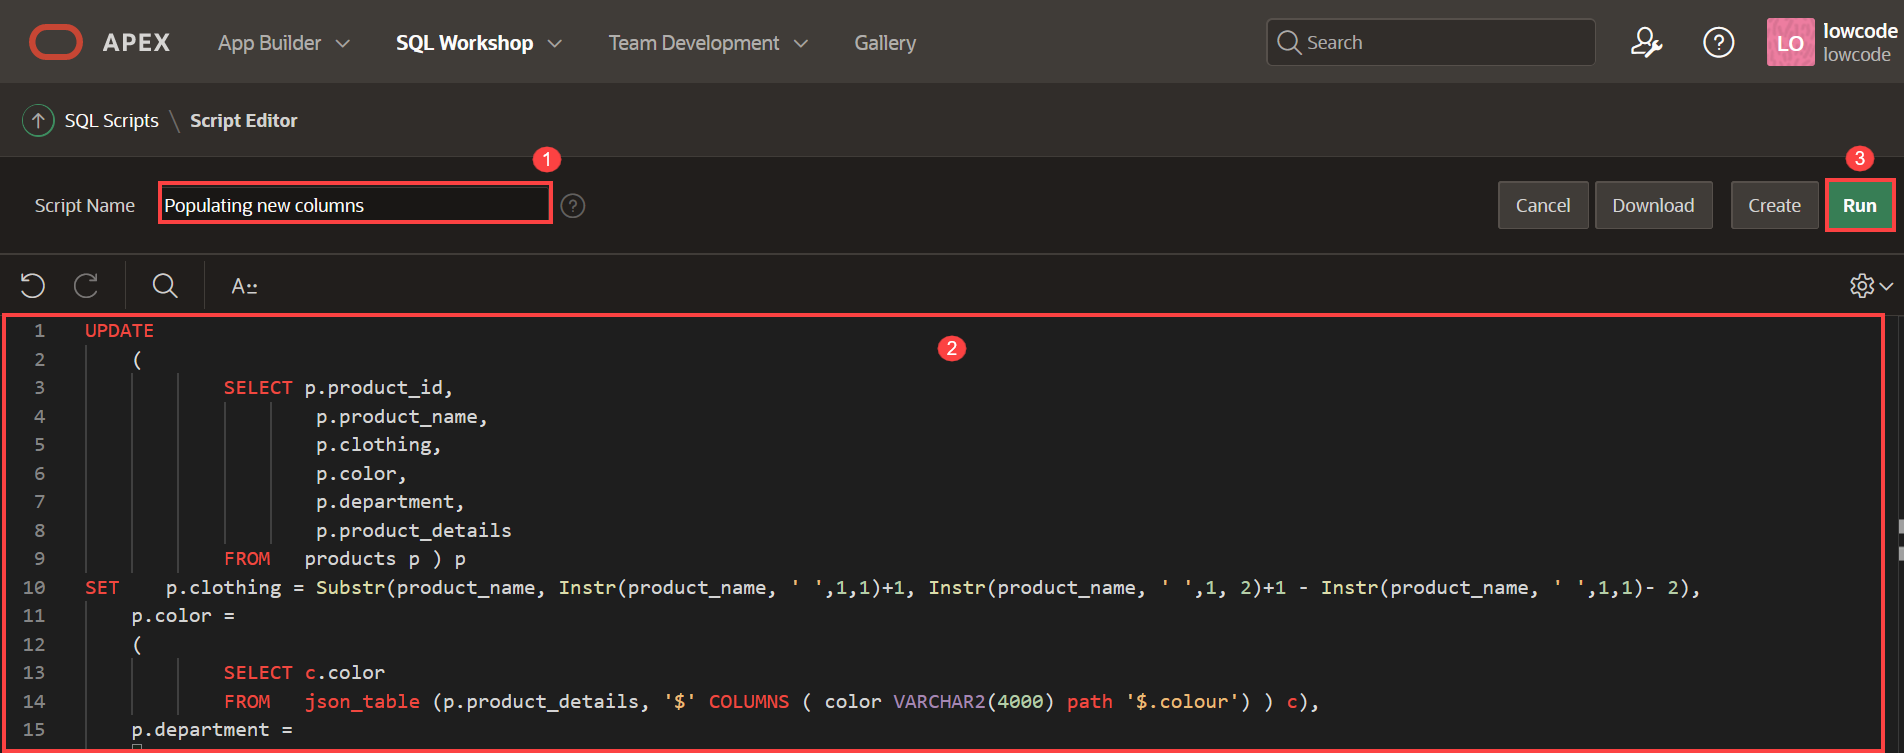 APEX App Builder SQL Workshop Team Development Gallery Search ? LO lowcode
lowcode
SQL Scripts \ Script Editor
1
3
Script Name Populating new columns ? Cancel Download Create Run
A
2
1 UPDATE
2 (
3 SELECT p.product_id,
4 p.product_name,
5 p.clothing,
6 p.color,
7 p.department,
8 p.product_details
9 FROM products p ) p
10 SET p.clothing = Substr(product_name, Instr(product_name, ' ',1,1)+1, Instr(product_name, ' ',1, 2)+1 - Instr(product_name, ' ',1,1)- 2),
11 p.color =
12 (
13 SELECT c.color
14 FROM json_table (p.product_details, '$' COLUMNS ( color VARCHAR2(4000) path '$.colour') ) c),
15 p.department =